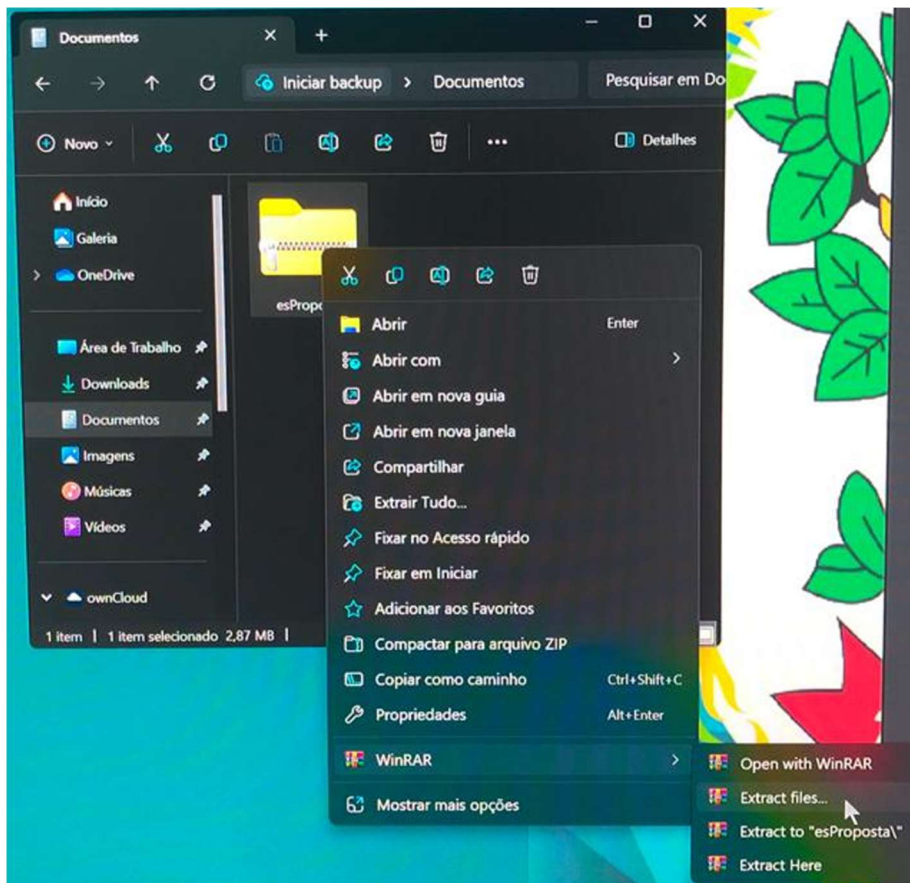 Documentos
Iniciar backup > Documentos
Pesquisar em Do
Novo
Detalhes
Início
Galeria
OneDrive
Área de Trabalho
Downloads
Documentos
Imagens
Músicas
Vídeos
ownCloud
1 item | 1 item selecionado 2,87 MB |
esPropo
Abrir Enter
Abrir com
Abrir em nova guia
Abrir em nova janela
Compartilhar
Extrair Tudo...
Fixar no Acesso rápido
Fixar em Iniciar
Adicionar aos Favoritos
Compactar para arquivo ZIP
Copiar como caminho Ctrl+Shift+C
Propriedades Alt+Enter
WinRAR
Mostrar mais opções
Open with WinRAR
Extract files...
Extract to "esProposta\"
Extract Here